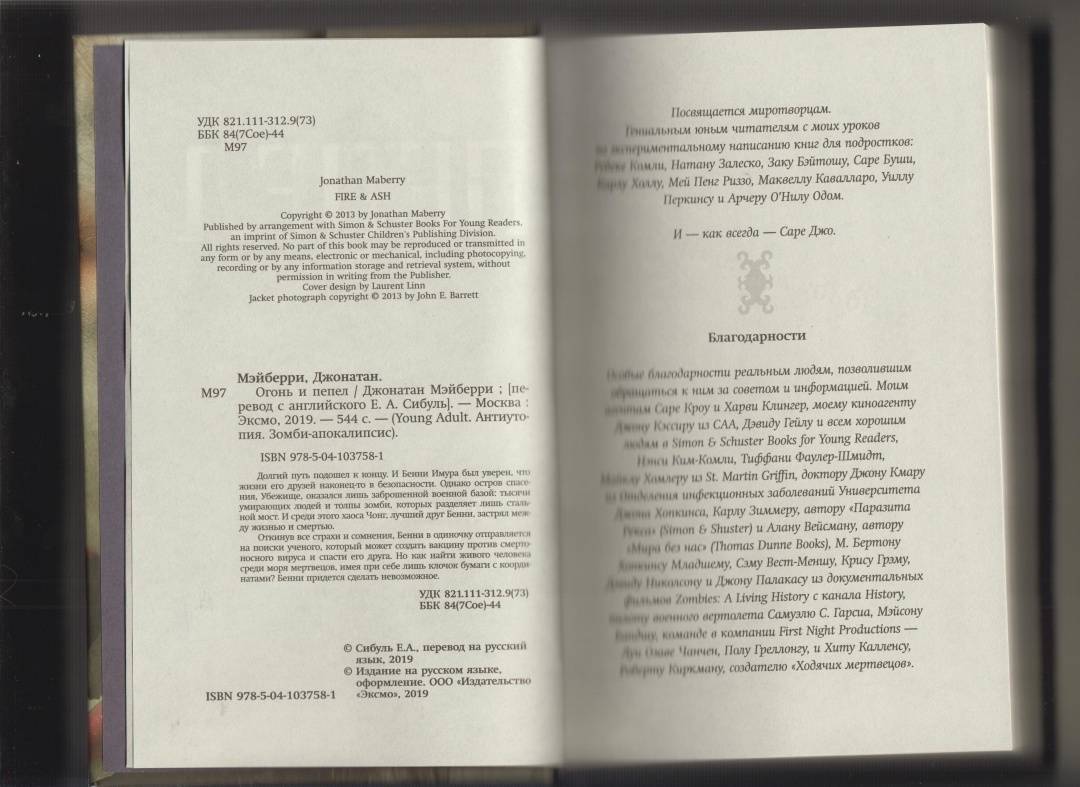 УДК 821.111-312.9(73)
ББК 84(7Сое)-44
М97
Jonathan Maberry
FIRE & ASH
Copyright © 2013 by Jonathan Maberry
Published by arrangement with Simon & Schuster Books For Young Readers,
an imprint of Simon & Schuster Children's Publishing Division.
All rights reserved. No part of this book may be reproduced or transmitted in
any form or by any means, electronic or mechanical, including photocopying,
recording or by any information storage and retrieval system, without
permission in writing from the Publisher.
Cover design by Laurent Linn
Jacket photograph copyright © 2013 by John E. Barrett
Мэйберри, Джонатан.
М97 Огонь и пепел / Джонатан Мэйберри ; [пе-
ревод с английского Е. А. Сибуль]. — Москва :
Эксмо, 2019. — 544 с. — (Young Adult. Антиуто-
пия. Зомби-апокалипсис).
ISBN 978-5-04-103758-1
Долгий путь подошел к концу. И Бенни Имура был уверен, что
жизни его друзей наконец-то в безопасности. Однако остров спасе-
ния, Убежище, оказался лишь заброшенной военной базой: тысячи
умирающих людей и толпы зомби, которых разделяет лишь сталь-
ной мост. И среди этого хаоса Чонг, лучший друг Бенни, застрял меж-
ду жизнью и смертью.
Откинув все страхи и сомнения, Бенни в одиночку отправляется
на поиски ученого, который может создать вакцину против смерто-
носного вируса и спасти его друга. Но как найти живого человека
среди моря мертвецов, имея при себе лишь клочок бумаги с коорди-
натами? Бенни придется сделать невозможное.
УДК 821.111-312.9(73)
ББК 84(7Сое)-44
© Сибуль Е.А., перевод на русский
язык, 2019
© Издание на русском языке,
оформление. ООО «Издательство
ISBN 978-5-04-103758-1 «Эксмо», 2019
Посвящается миротворцам.
Гениальным юным читателям с моих уроков
по экспериментальному написанию книг для подростков:
Комли, Натану Залеско, Заку Бэйтошу, Саре Буши,
Карлу Холлу, Мей Пенг Риззо, Маквеллу Кавалларо, Уиллу
Перкинсу и Арчеру О'Нилу Одом.
И — как всегда — Саре Джо.
Благодарности
Особые благодарности реальным людям, позволившим
обращаться к ним за советом и информацией. Моим
агентам Саре Кроу и Харви Клингер, моему киноагенту
Джону Кэссиру из САА, Дэвиду Гейлу и всем хорошим
людям в Simon & Schuster Books for Young Readers,
Нэнси Ким-Комли, Тиффани Фаулер-Шмидт,
Майклу Хомлеру из St. Martin Griffin, доктору Джону Кмару
из Отделения инфекционных заболеваний Университета
Джона Хопкинса, Карлу Зиммеру, автору «Паразита
Рекса» (Simon & Shuster) и Алану Вейсману, автору
«Мира без нас» (Thomas Dunne Books), М. Бертону
Хопкинсу Младшему, Сэму Вест-Меншу, Крису Грэму,
Дэвиду Николсону и Джону Палакасу из документальных
фильмов Zombies: A Living History с канала History,
пилоту военного вертолета Самуэлю С. Гарсиа, Мэйсону
команде в компании First Night Productions —
Луи Озаве Чанчен, Полу Греллонгу, и Хиту Калленсу,
Роберту Киркману, создателю «Ходячих мертвецов».